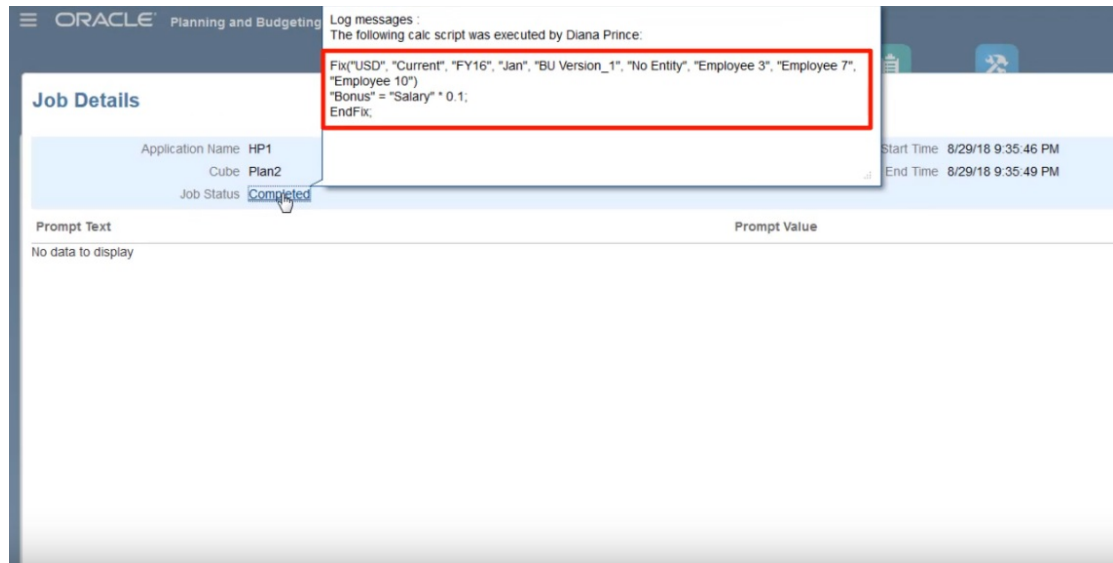 ORACLE Planning and Budgeting
Log messages :
The following calc script was executed by Diana Prince:
Fix("USD", "Current", "FY16", "Jan", "BU Version_1", "No Entity", "Employee 3", "Employee 7",
"Employee 10")
"Bonus" = "Salary" * 0.1;
EndFix;
Job Details
Application Name HP1
Start Time 8/29/18 9:35:46 PM
Cube Plan2
End Time 8/29/18 9:35:49 PM
Job Status Completed
Prompt Text Prompt Value
No data to display